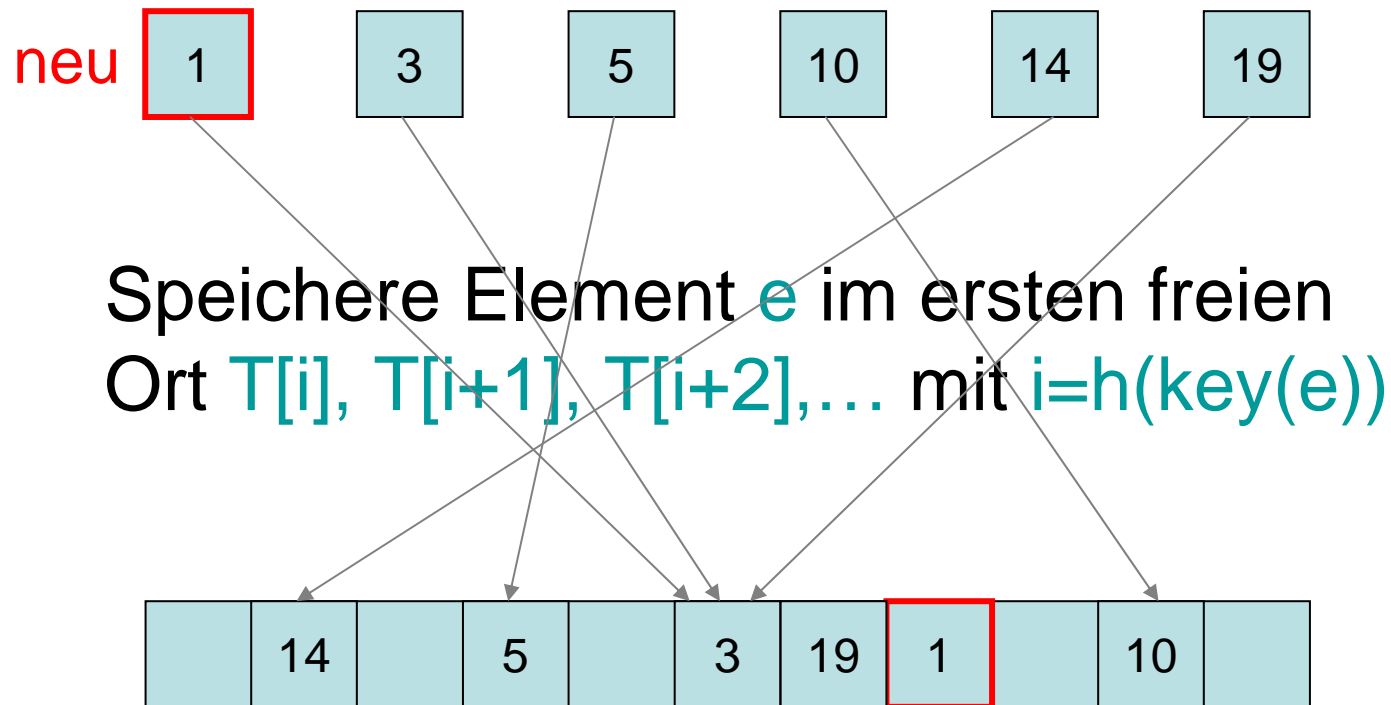 neu 1 3 5 10 14 19
Speichere Element e im ersten freien
Ort T[i], T[i+1], T[i+2],… mit i=h(key(e))
14 5 3 19 1 10